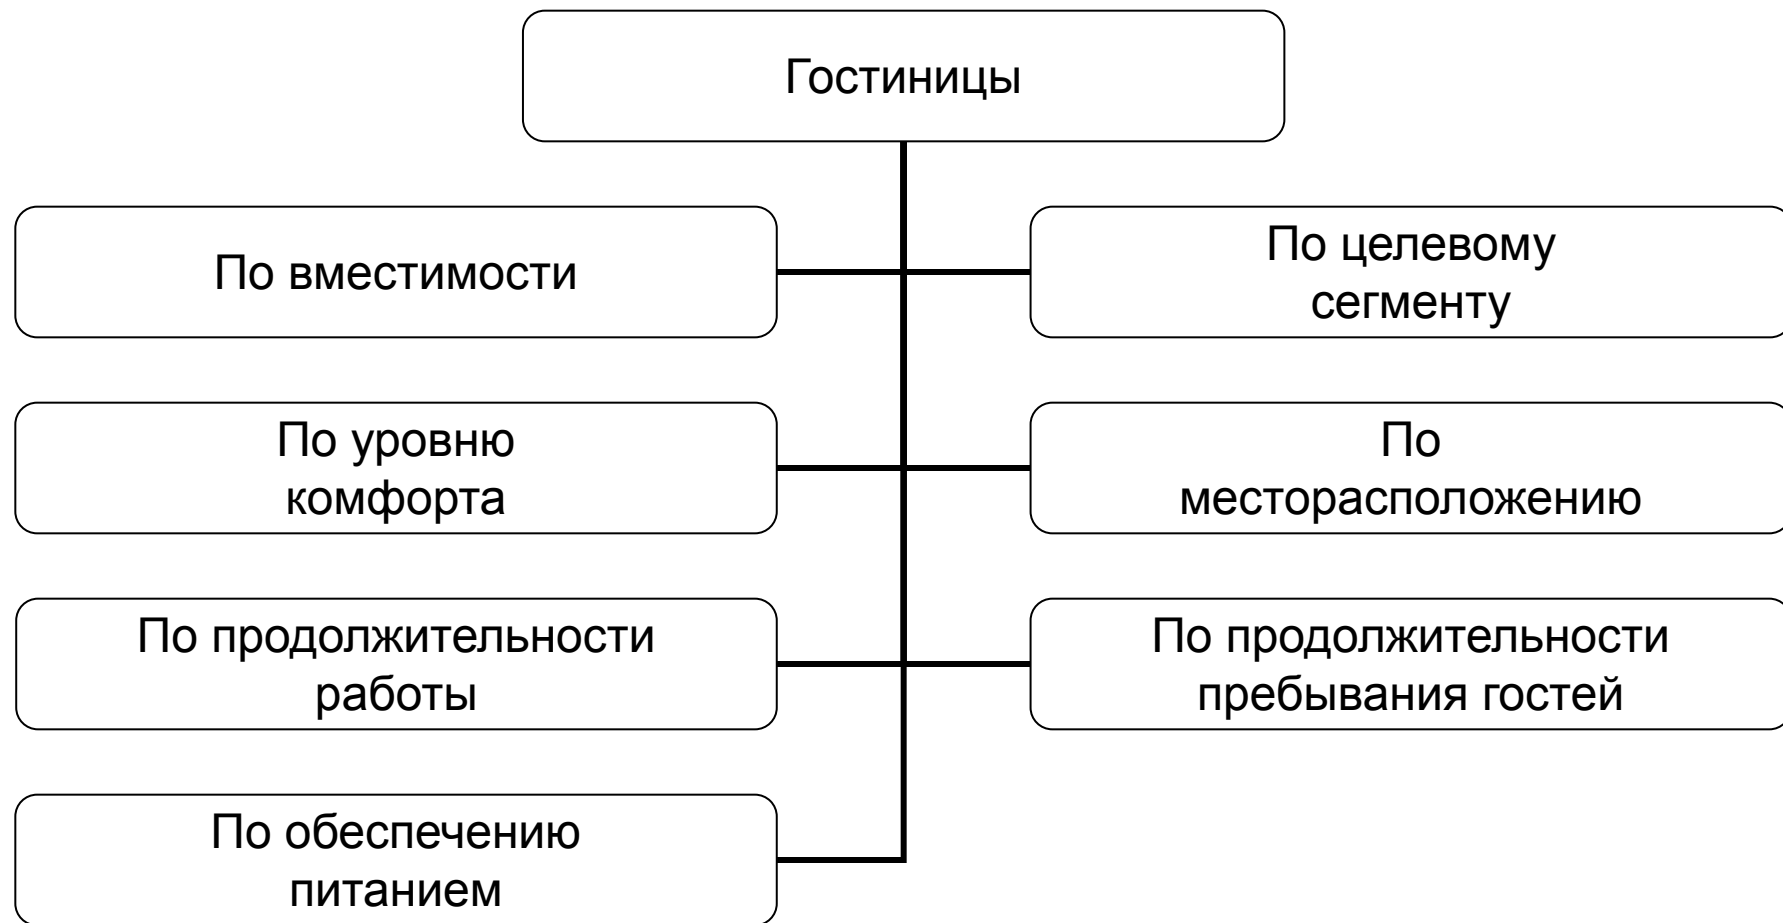 Гостиницы
По вместимости
По целевому
сегменту
По уровню
комфорта
По
месторасположению
По продолжительности
работы
По продолжительности
пребывания гостей
По обеспечению
питанием